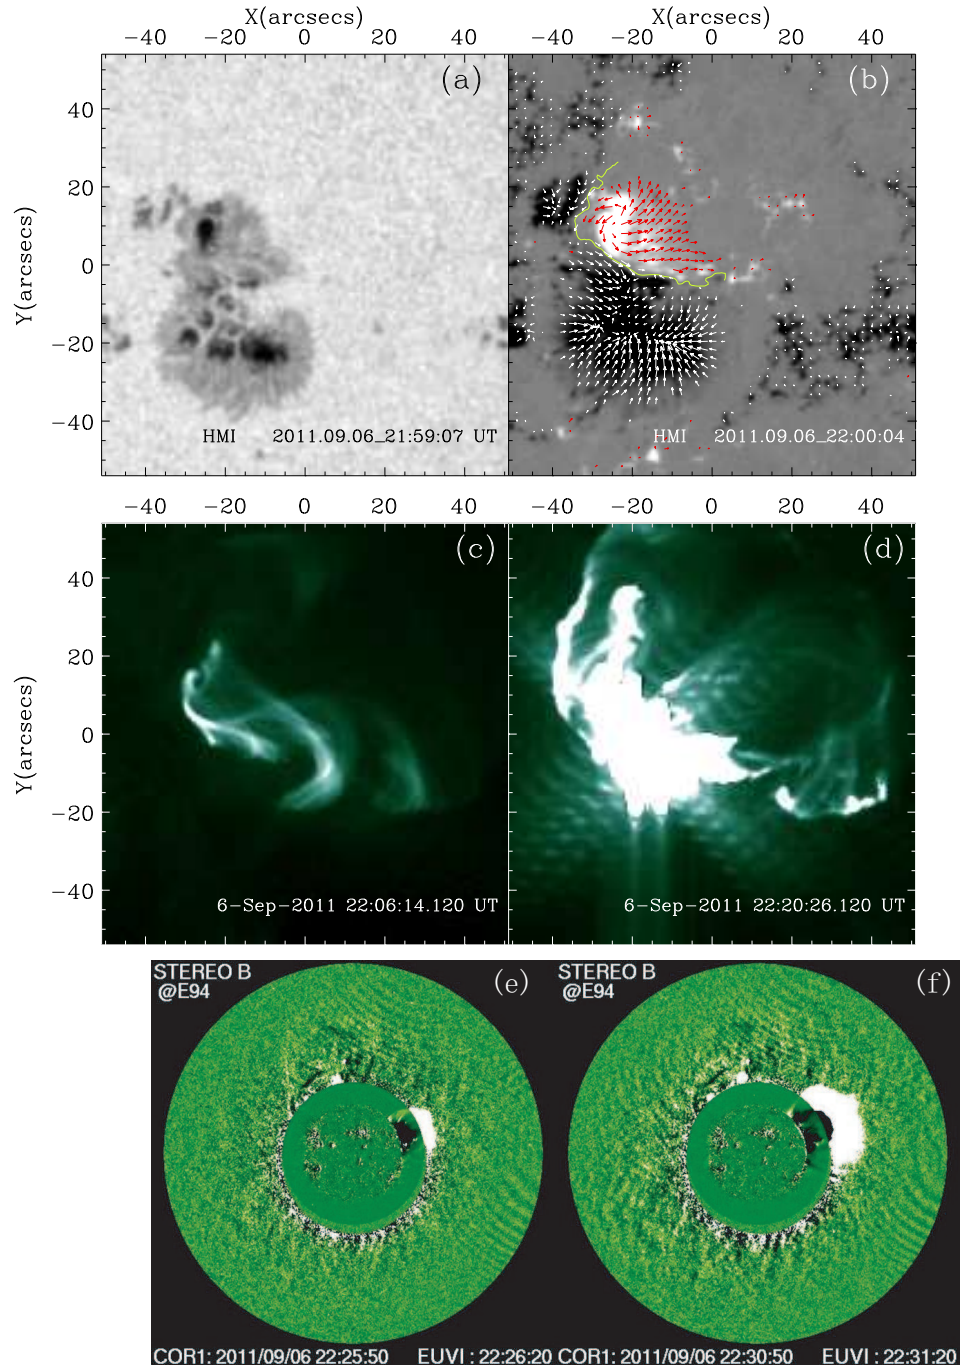 X(arcsecs)
X(arcsecs)
−40 −20 0 20 40
−40 −20 0 20 40
(a)
(b)
Y(arcsecs)
40
20
0
−20
−40
HMI 2011.09.06_21:59:07 UT
HMI 2011.09.06_22:00:04
−40 −20 0 20 40
−40 −20 0 20 40
(c)
(d)
Y(arcsecs)
40
20
0
−20
−40
6−Sep−2011 22:06:14.120 UT
6−Sep−2011 22:20:26.120 UT
STEREO B
@E94
(e)
STEREO B
@E94
(f)
COR1: 2011/09/06 22:25:50 EUVI : 22:26:20
COR1: 2011/09/06 22:30:50 EUVI : 22:31:20